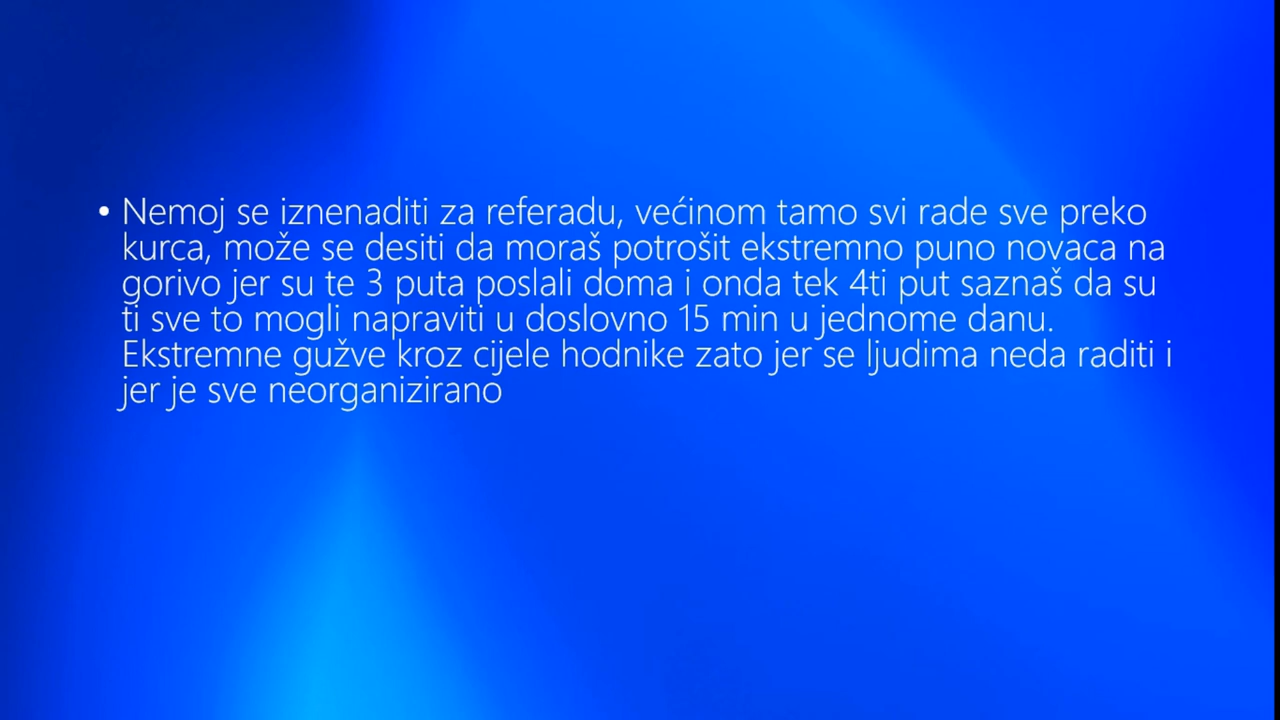 • Nemoj se iznenaditi za referadu, većinom tamo svi rade sve preko
kurca, može se desiti da moraš potrošit ekstremno puno novaca na
gorivo jer su te 3 puta poslali doma i onda tek 4ti put saznaš da su
ti sve to mogli napraviti u doslovno 15 min u jednome danu.
Ekstremne gužve kroz cijele hodnike zato jer se ljudima neda raditi i
jer je sve neorganizirano